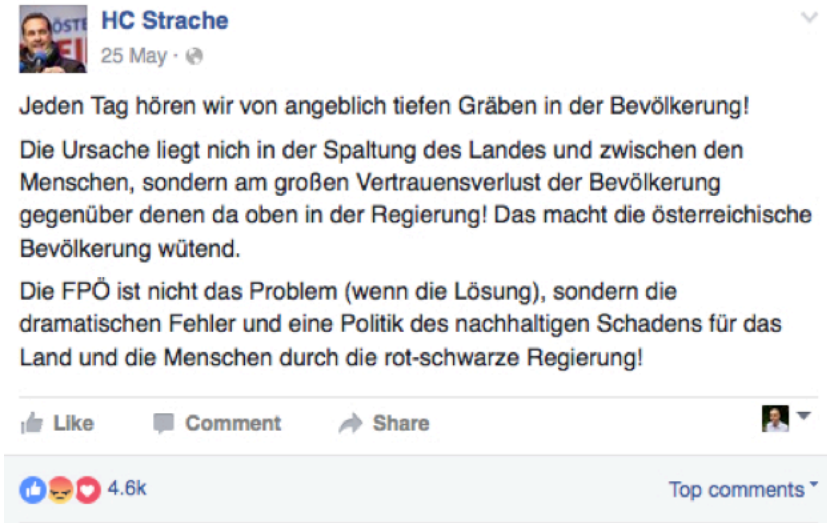 HC Strache
25 May
Jeden Tag hören wir von angeblich tiefen Gräben in der Bevölkerung!
Die Ursache liegt nich in der Spaltung des Landes und zwischen den
Menschen, sondern am großen Vertrauensverlust der Bevölkerung
gegenüber denen da oben in der Regierung! Das macht die österreichische
Bevölkerung wütend.
Die FPÖ ist nicht das Problem (wenn die Lösung), sondern die
dramatischen Fehler und eine Politik des nachhaltigen Schadens für das
Land und die Menschen durch die rot-schwarze Regierung!
Like Comment Share
4.6k Top comments